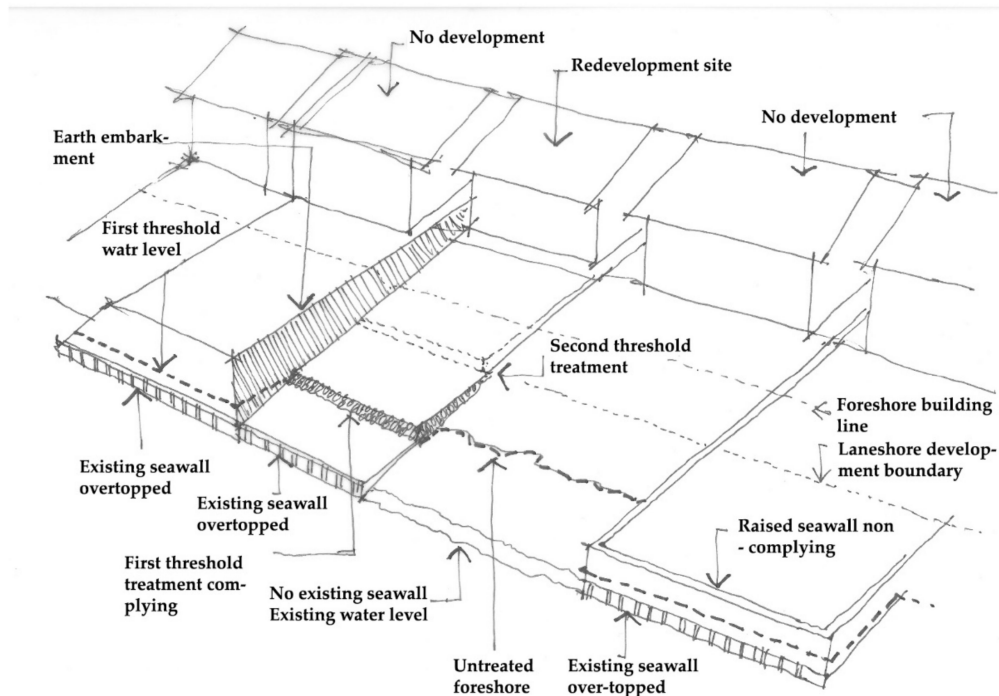 No development
Redevelopment site
No development
Earth embark-
ment
First threshold
watr level
Second threshold
treatment
Foreshore building
line
Laneshore develop-
ment boundary
Existing seawall
overtopped
Existing seawall
overtopped
Raised seawall non
- complying
First threshold
treatment com-
plying
No existing seawall
Existing water level
Untreated
foreshore
Existing seawall
over-topped